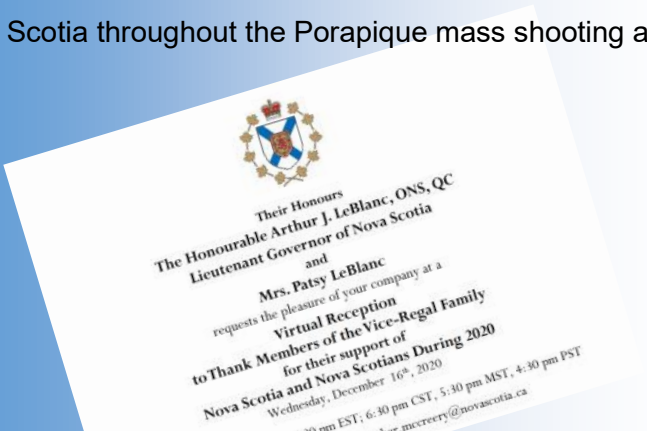 Scotia throughout the Porapique mass shooting a
Their Honours
The Honourable Arthur J. LeBlanc, ONS, QC
Lieutenant Governor of Nova Scotia
and
Mrs. Patsy LeBlanc
requests the pleasure of your company at a
Virtual Reception
to Thank Members of the Vice-Regal Family
for their support of
Nova Scotia and Nova Scotians During 2020
Wednesday, December 16th, 2020
pm EST; 6:30 pm CST, 5:30 pm MST, 4:30 pm PST
mccreery@novascotia.ca